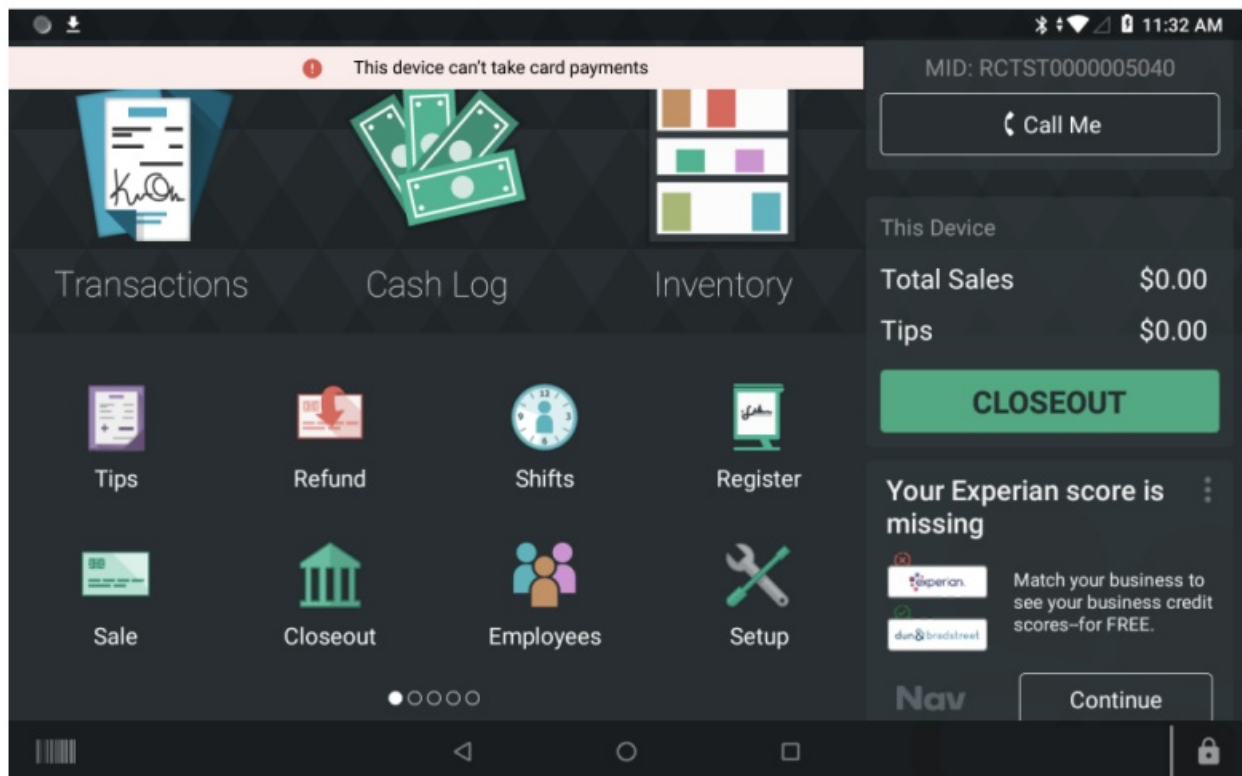 11:32 AM
This device can't take card payments
MID: RCTST0000005040
Call Me
Transactions
Cash Log
Inventory
This Device
Total Sales $0.00
Tips $0.00
CLOSEOUT
Tips
Refund
Shifts
Register
Sale
Closeout
Employees
Setup
Your Experian score is
missing
experian.
dun & bradstreet
Match your business to
see your business credit
scores–for FREE.
Nav
Continue